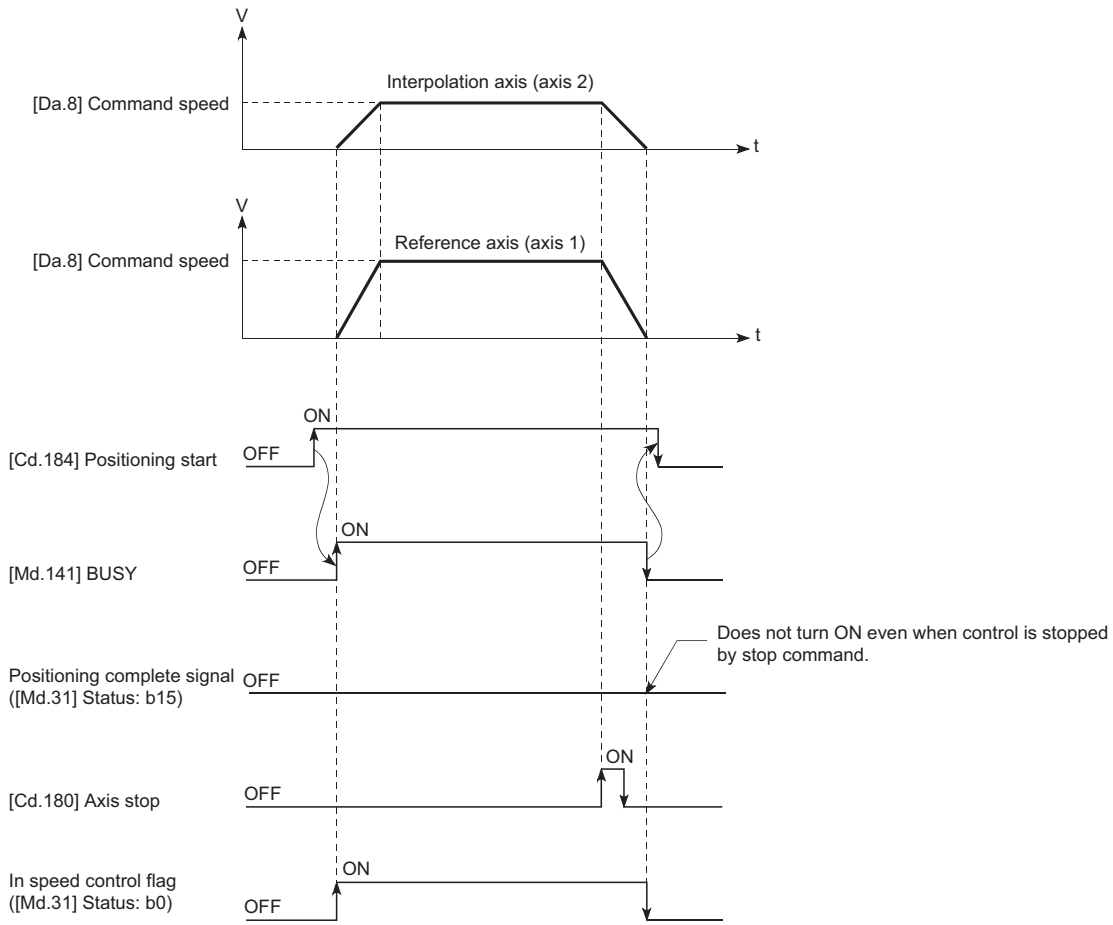 V
Interpolation axis (axis 2)
[Da.8] Command speed
t
V
Reference axis (axis 1)
[Da.8] Command speed
t
ON
[Cd.184] Positioning start
OFF
ON
[Md.141] BUSY
OFF
Does not turn ON even when control is stopped
by stop command.
Positioning complete signal
([Md.31] Status: b15)
OFF
ON
[Cd.180] Axis stop
OFF
ON
In speed control flag
([Md.31] Status: b0)
OFF